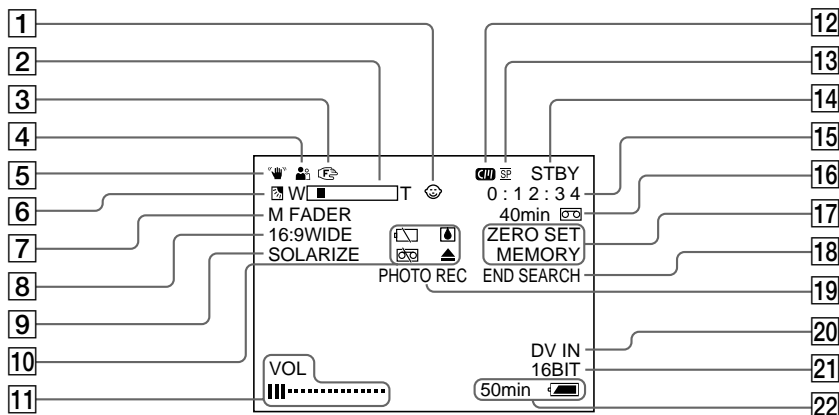 1
2
3
4
5
6
7
8
9
10
11
12
13
14
15
16
17
18
19
20
21
22
F SP STBY
W T 0:12:34
M FADER 40min
16:9WIDE ZERO SET
SOLARIZE MEMORY
PHOTO REC END SEARCH
DV IN
VOL 16BIT
50min